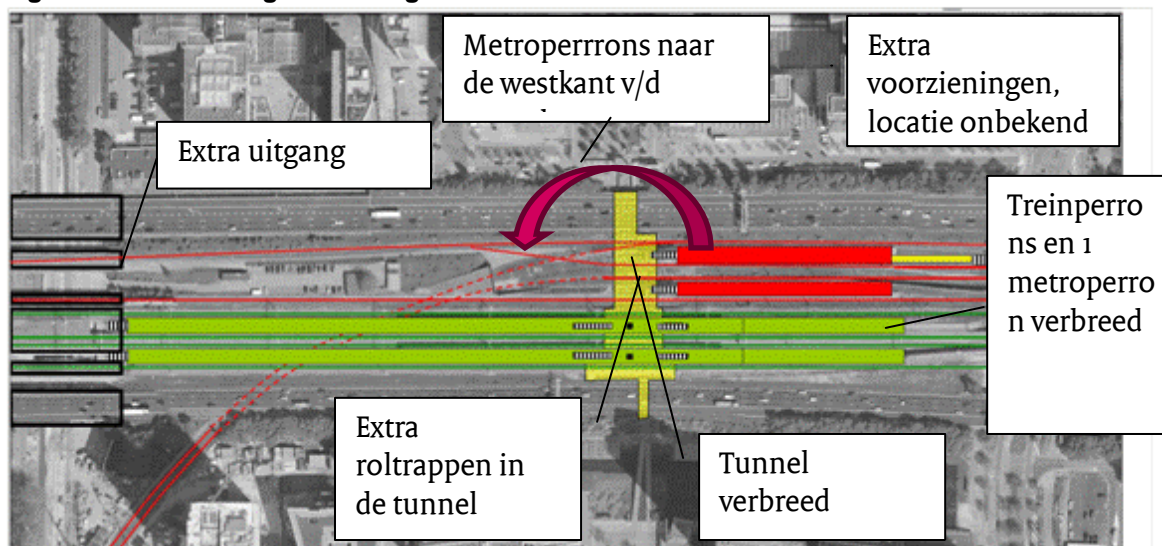 Metroperrrons naar
de westkant v/d
Extra
voorzieningen,
locatie onbekend
Extra uitgang
Treinperro
ns en 1
metroperro
n verbreed
Extra
roltrappen in
de tunnel
Tunnel
verbreed